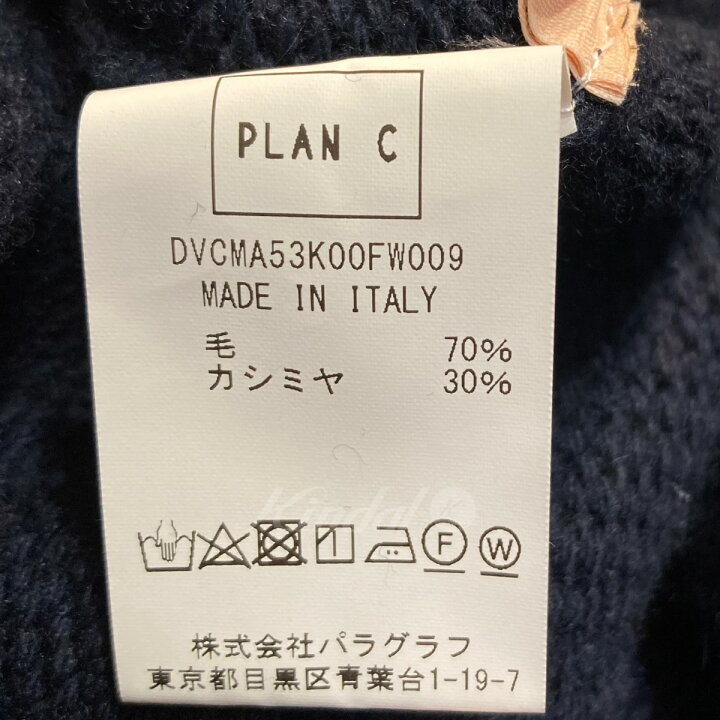 PLAN C
DVCMA53K00FW009
MADE IN ITALY
毛 70%
カシミヤ 30%
Kindal
F W
株式会社パラグラフ
東京都目黒区青葉台1-19-7